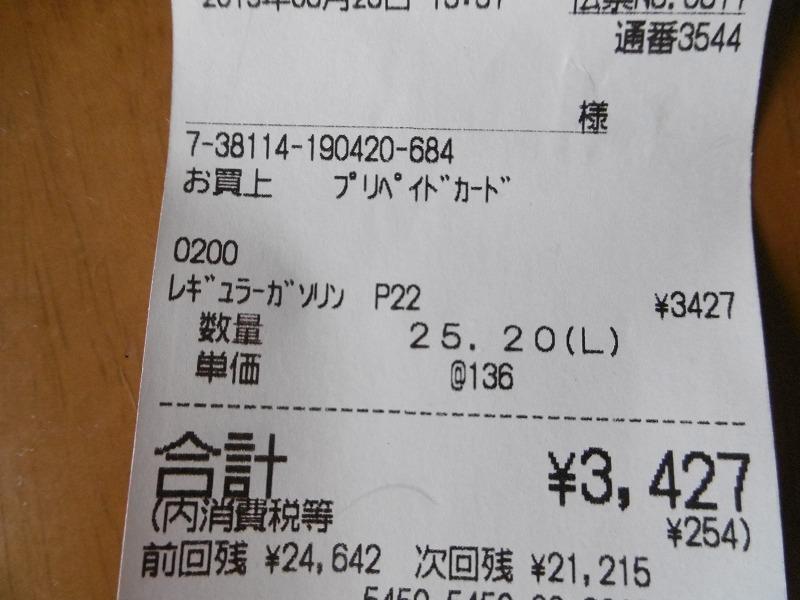 通番3544
様
7-38114-190420-684
お買上 ﾌﾟﾘﾍﾟｲﾄﾞｶｰﾄﾞ
0200
ﾚｷﾞｭﾗｰｶﾞｿﾘﾝ P22 ¥3427
数量 25.20(L)
単価 @136
合計 ¥3,427
(内消費税等 ¥254)
前回残 ¥24,642 次回残 ¥21,215